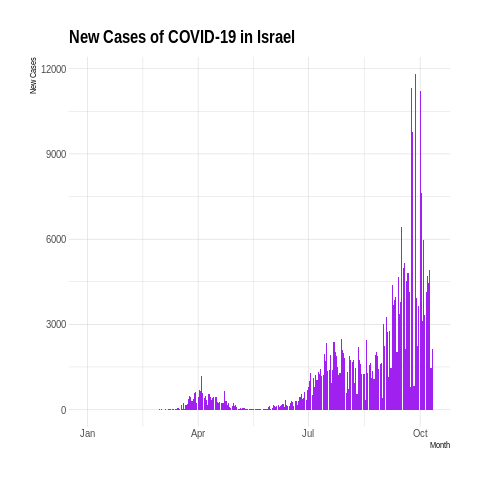 New Cases of COVID-19 in Israel
New Cases
12000
9000
6000
3000
0
Jan Apr Jul Oct
Month